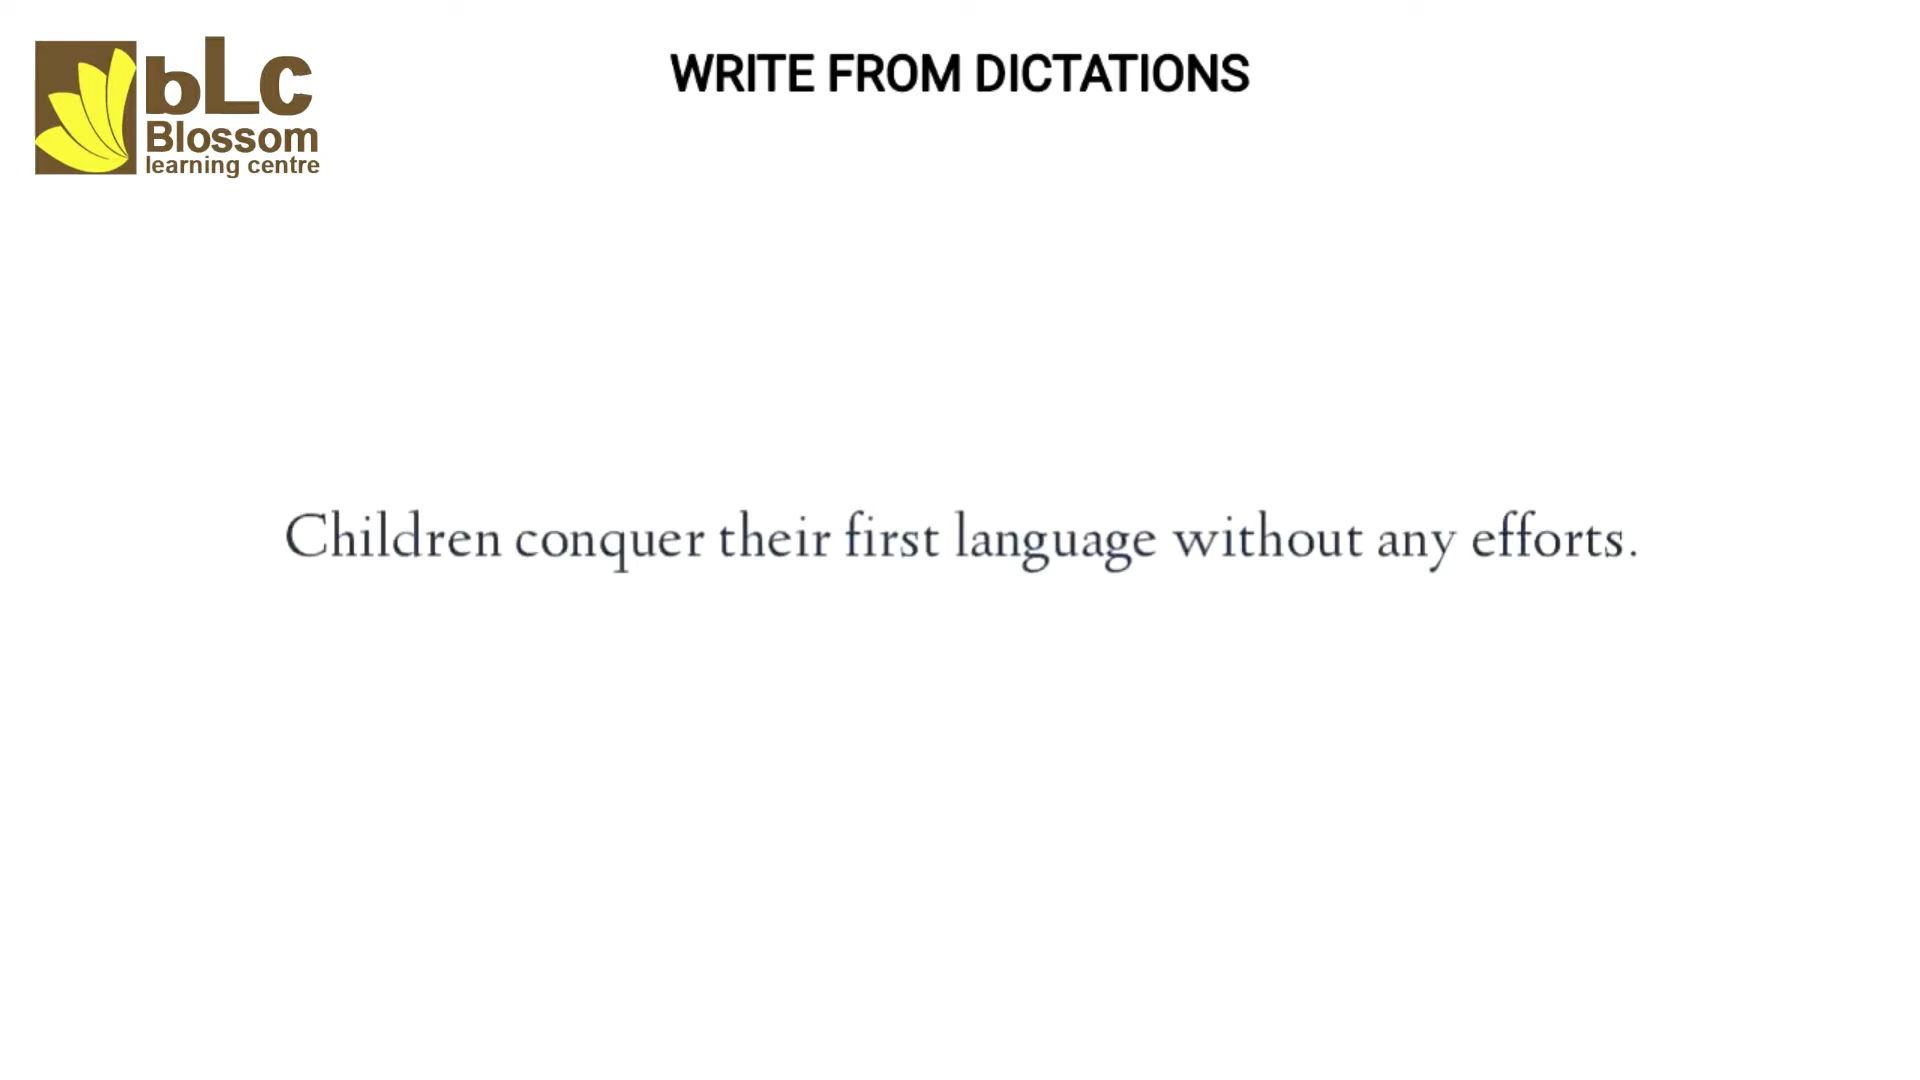 bLc
Blossom
learning centre
WRITE FROM DICTATIONS
Children conquer their first language without any efforts.